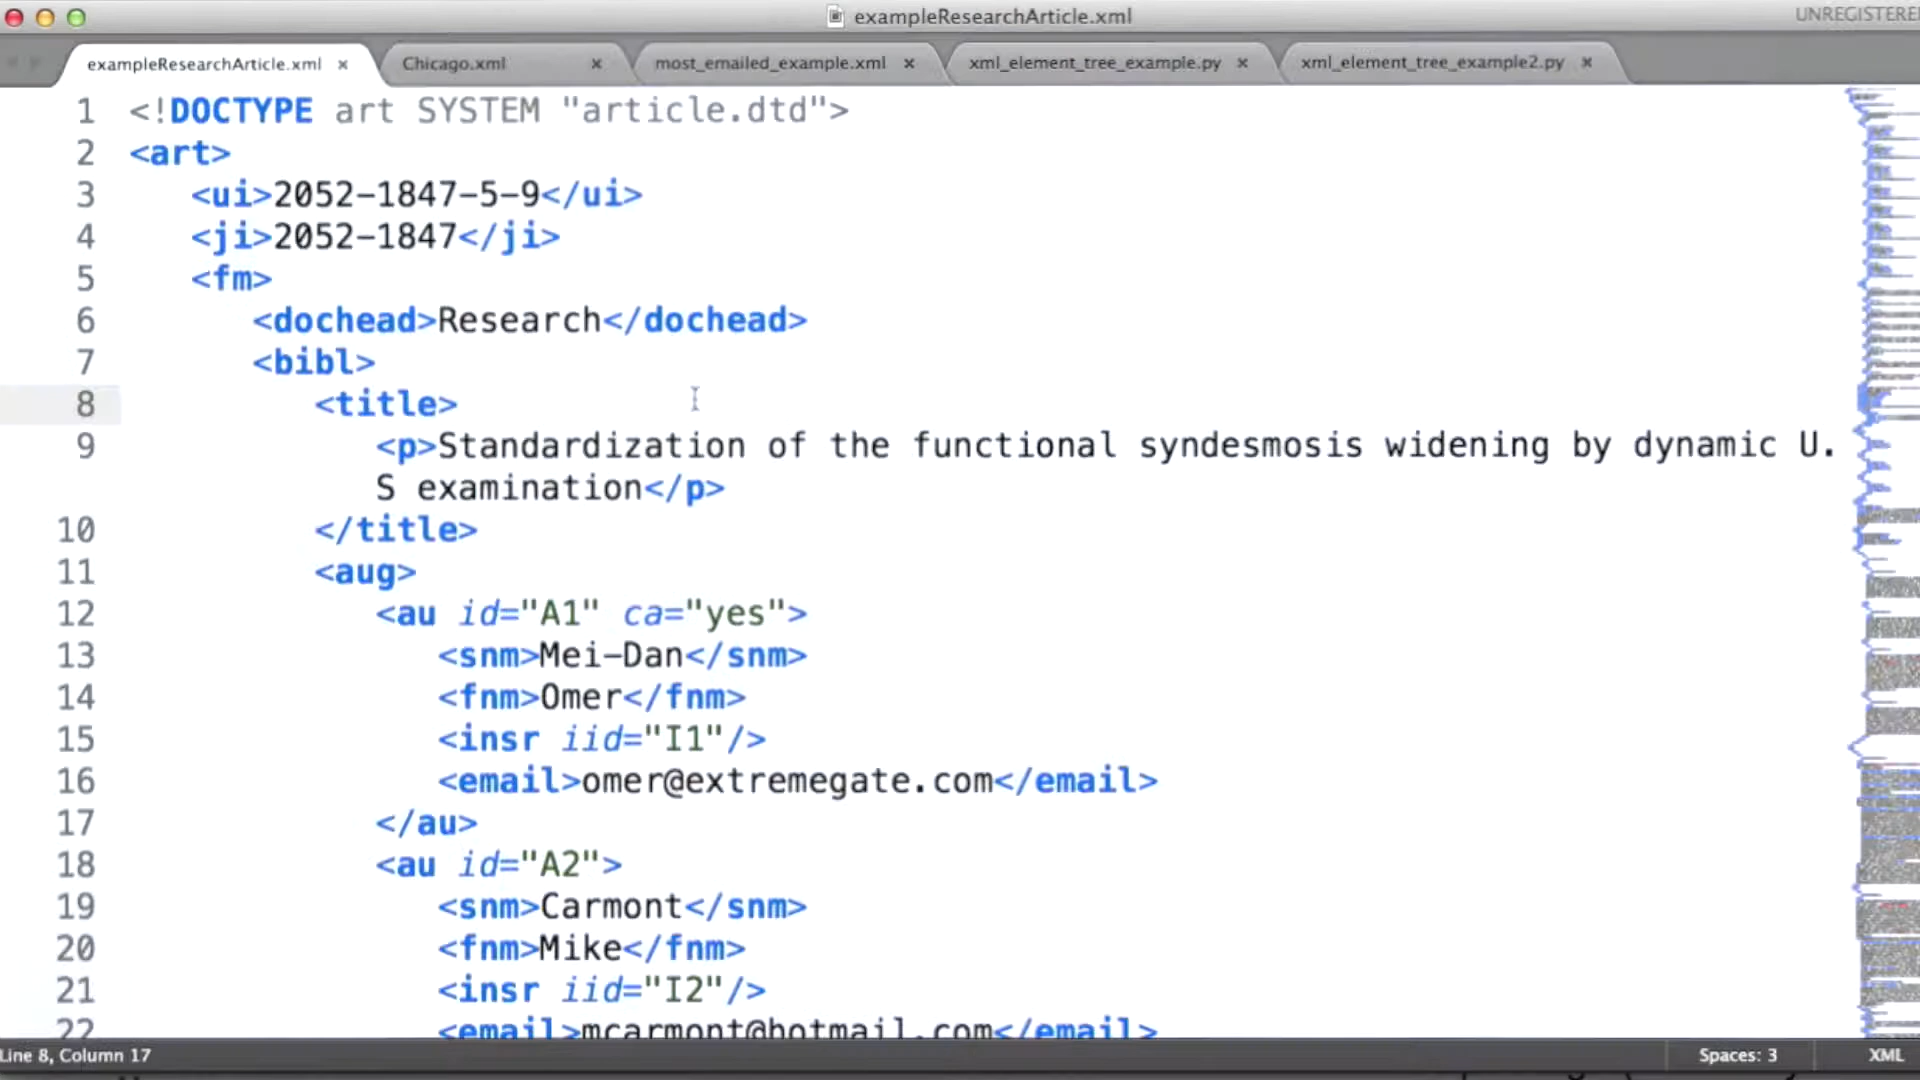 exampleResearchArticle.xml
UNREGISTERE
exampleResearchArticle.xml × Chicago.xml × most_emailed_example.xml × xml_element_tree_example.py × xml_element_tree_example2.py ×
1 <!DOCTYPE art SYSTEM "article.dtd">
2 <art>
3 <ui>2052-1847-5-9</ui>
4 <ji>2052-1847</ji>
5 <fm>
6 <dochead>Research</dochead>
7 <bibl>
8 <title>
9 <p>Standardization of the functional syndesmosis widening by dynamic U.
S examination</p>
10 </title>
11 <aug>
12 <au id="A1" ca="yes">
13 <snm>Mei-Dan</snm>
14 <fnm>Omer</fnm>
15 <insr iid="I1"/>
16 <email>omer@extremegate.com</email>
17 </au>
18 <au id="A2">
19 <snm>Carmont</snm>
20 <fnm>Mike</fnm>
21 <insr iid="I2"/>
22 <email>mcarmont@hotmail.com</email>
Line 8, Column 17
Spaces: 3
XML